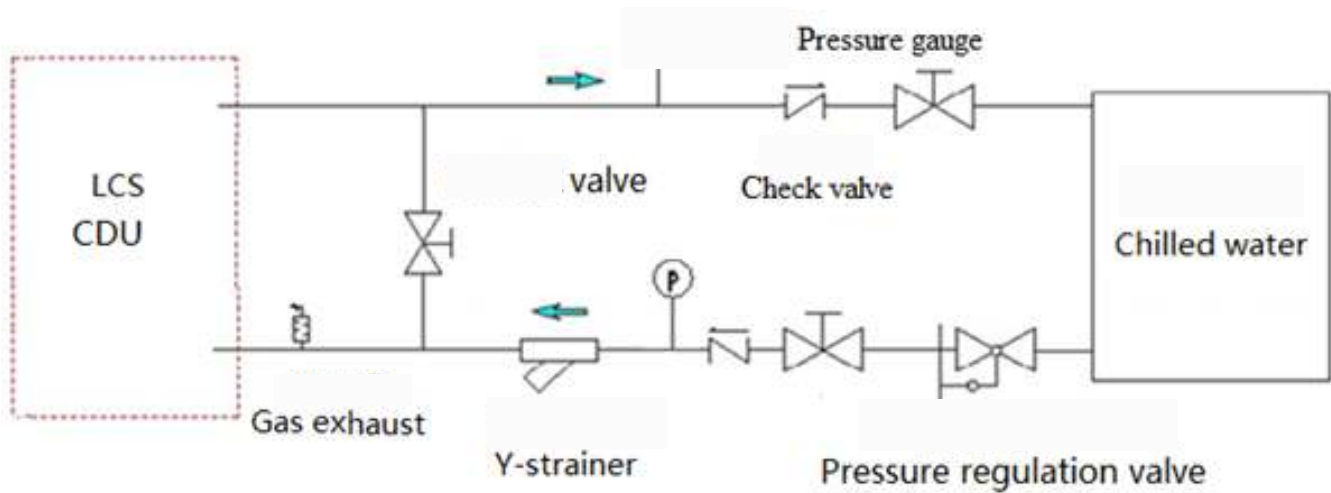 Pressure gauge
LCS
CDU
valve
Check valve
Chilled water
P
Gas exhaust
Y-strainer
Pressure regulation valve